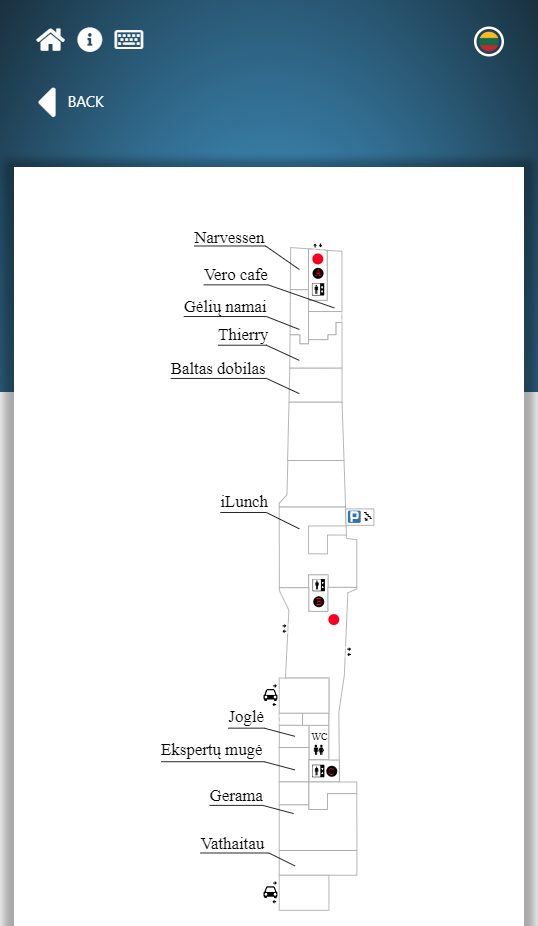 BACK
Narvessen
Vero cafe
Gėlių namai
Thierry
Baltas dobilas
iLunch
P
Joglė
WC
Ekspertų mugė
Gerama
Vathaitau